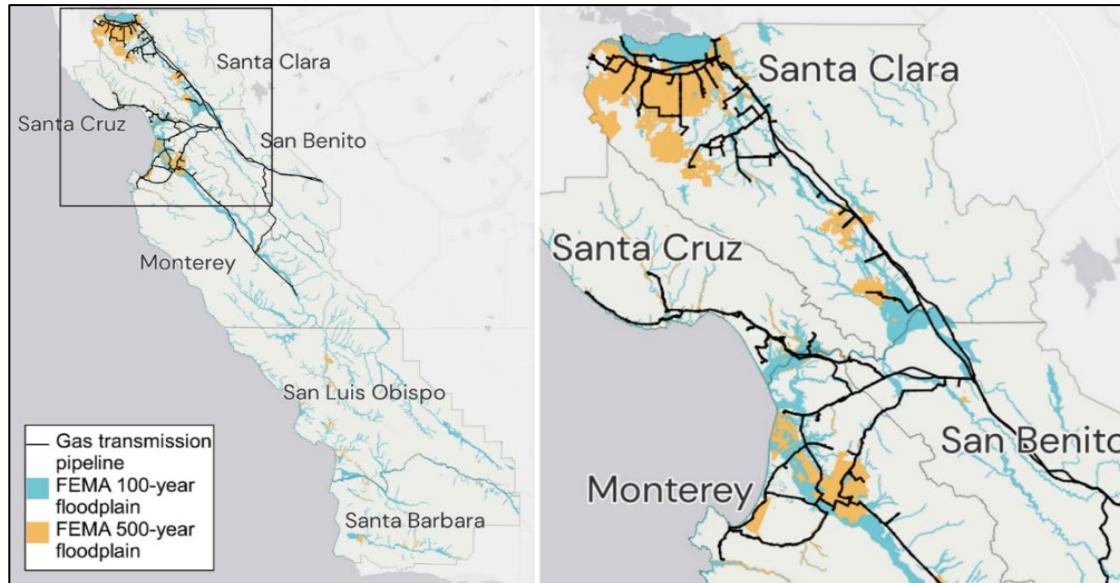 Santa Clara
Santa Cruz
San Benito
Monterey
San Luis Obispo
Santa Barbara
Gas transmission
pipeline
FEMA 100-year
floodplain
FEMA 500-year
floodplain
Santa Clara
Santa Cruz
San Benito
Monterey